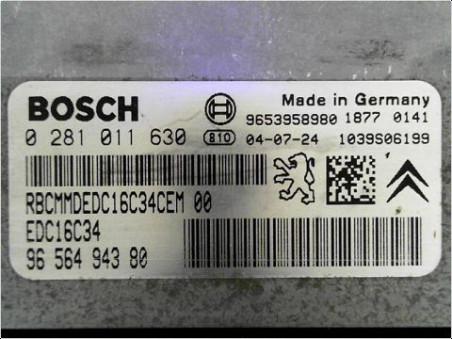 BOSCH
Made in Germany
9653958980 1877 0141
0 281 011 630 810 04-07-24 1039S06199
RBCMMDEDC16C34CEM 00
EDC16C34
96 564 943 80